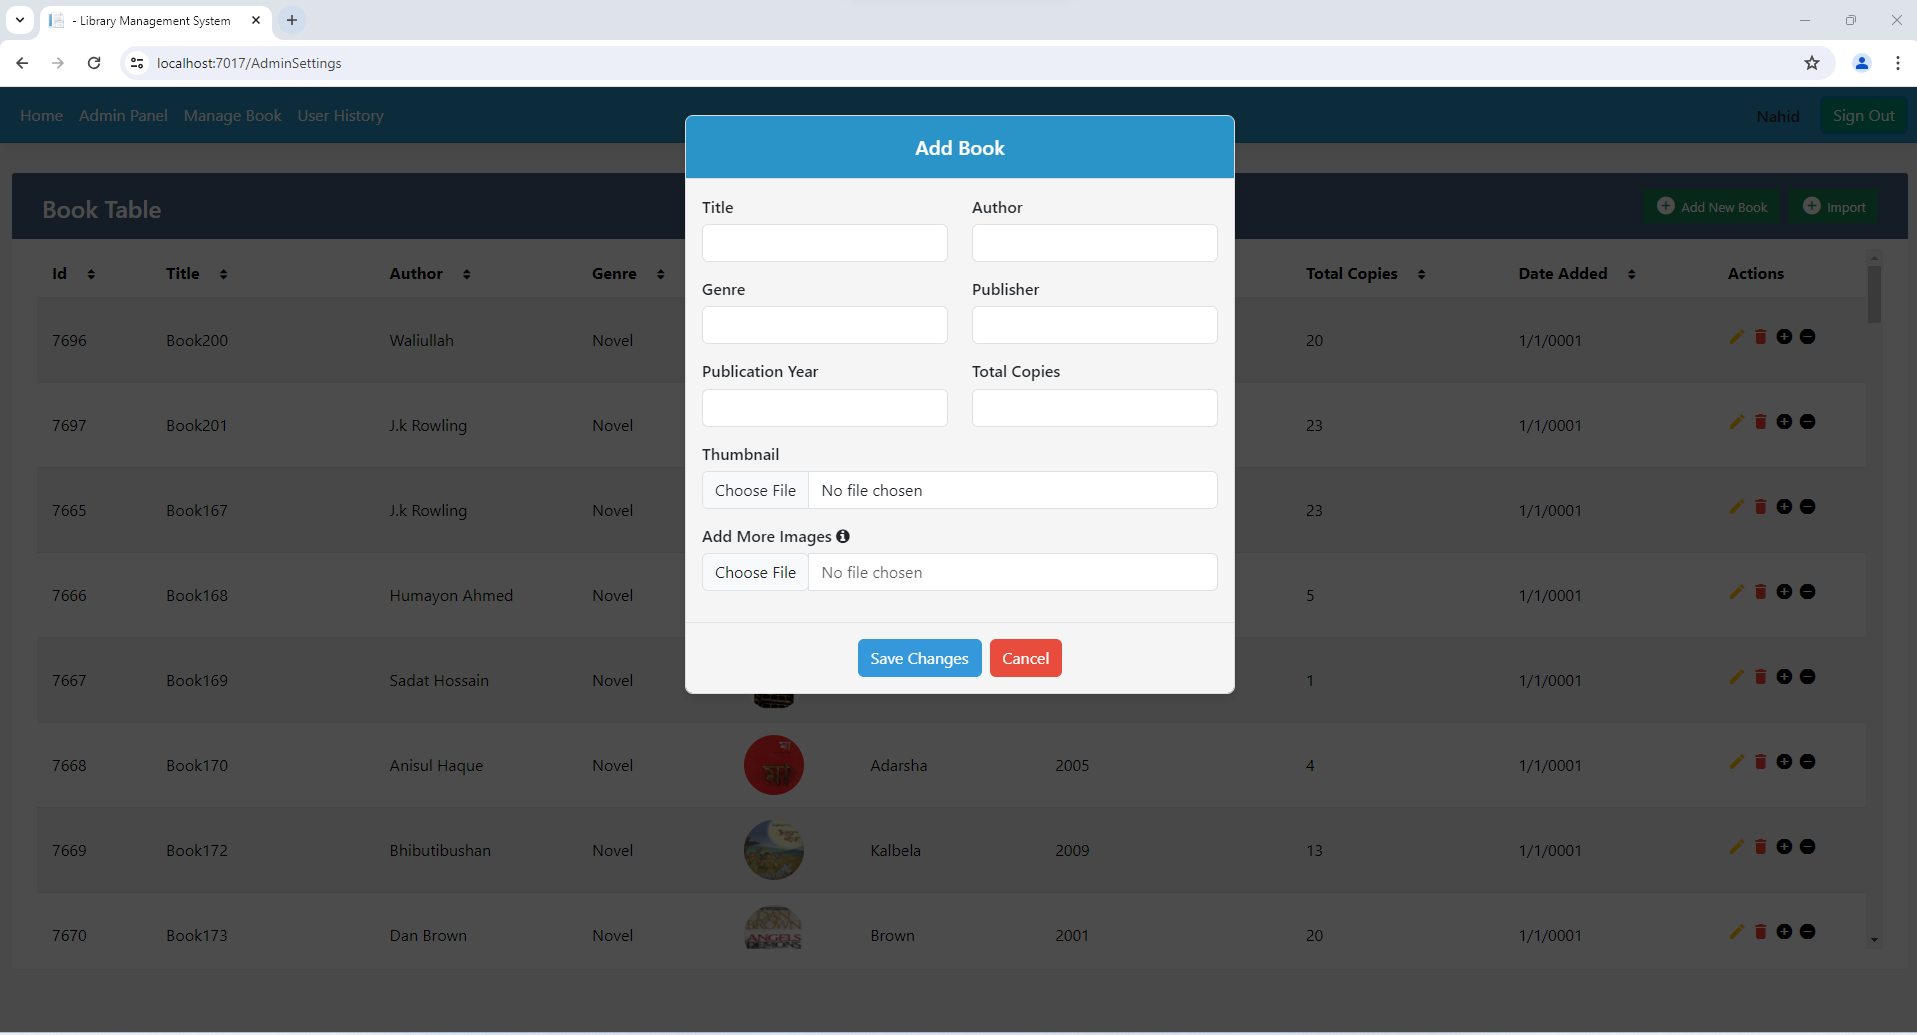 - Library Management System
localhost:7017/AdminSettings
Home Admin Panel Manage Book User History Nahid Sign Out
Add Book
Book Table Add New Book Import
Title Author
Genre Publisher
Publication Year Total Copies
Thumbnail
Choose File No file chosen
Add More Images
Choose File No file chosen
Save Changes Cancel
Id Title Author Genre Total Copies Date Added Actions
7696 Book200 Waliullah Novel 20 1/1/0001
7697 Book201 J.k Rowling Novel 23 1/1/0001
7665 Book167 J.k Rowling Novel 23 1/1/0001
7666 Book168 Humayon Ahmed Novel 5 1/1/0001
7667 Book169 Sadat Hossain Novel 1 1/1/0001
7668 Book170 Anisul Haque Novel মা মা Adarsha 2005 4 1/1/0001
7669 Book172 Bhibutibushan Novel Kalbela 2009 13 1/1/0001
7670 Book173 Dan Brown Novel BROWN ANGELS DEMONS Brown 2001 20 1/1/0001